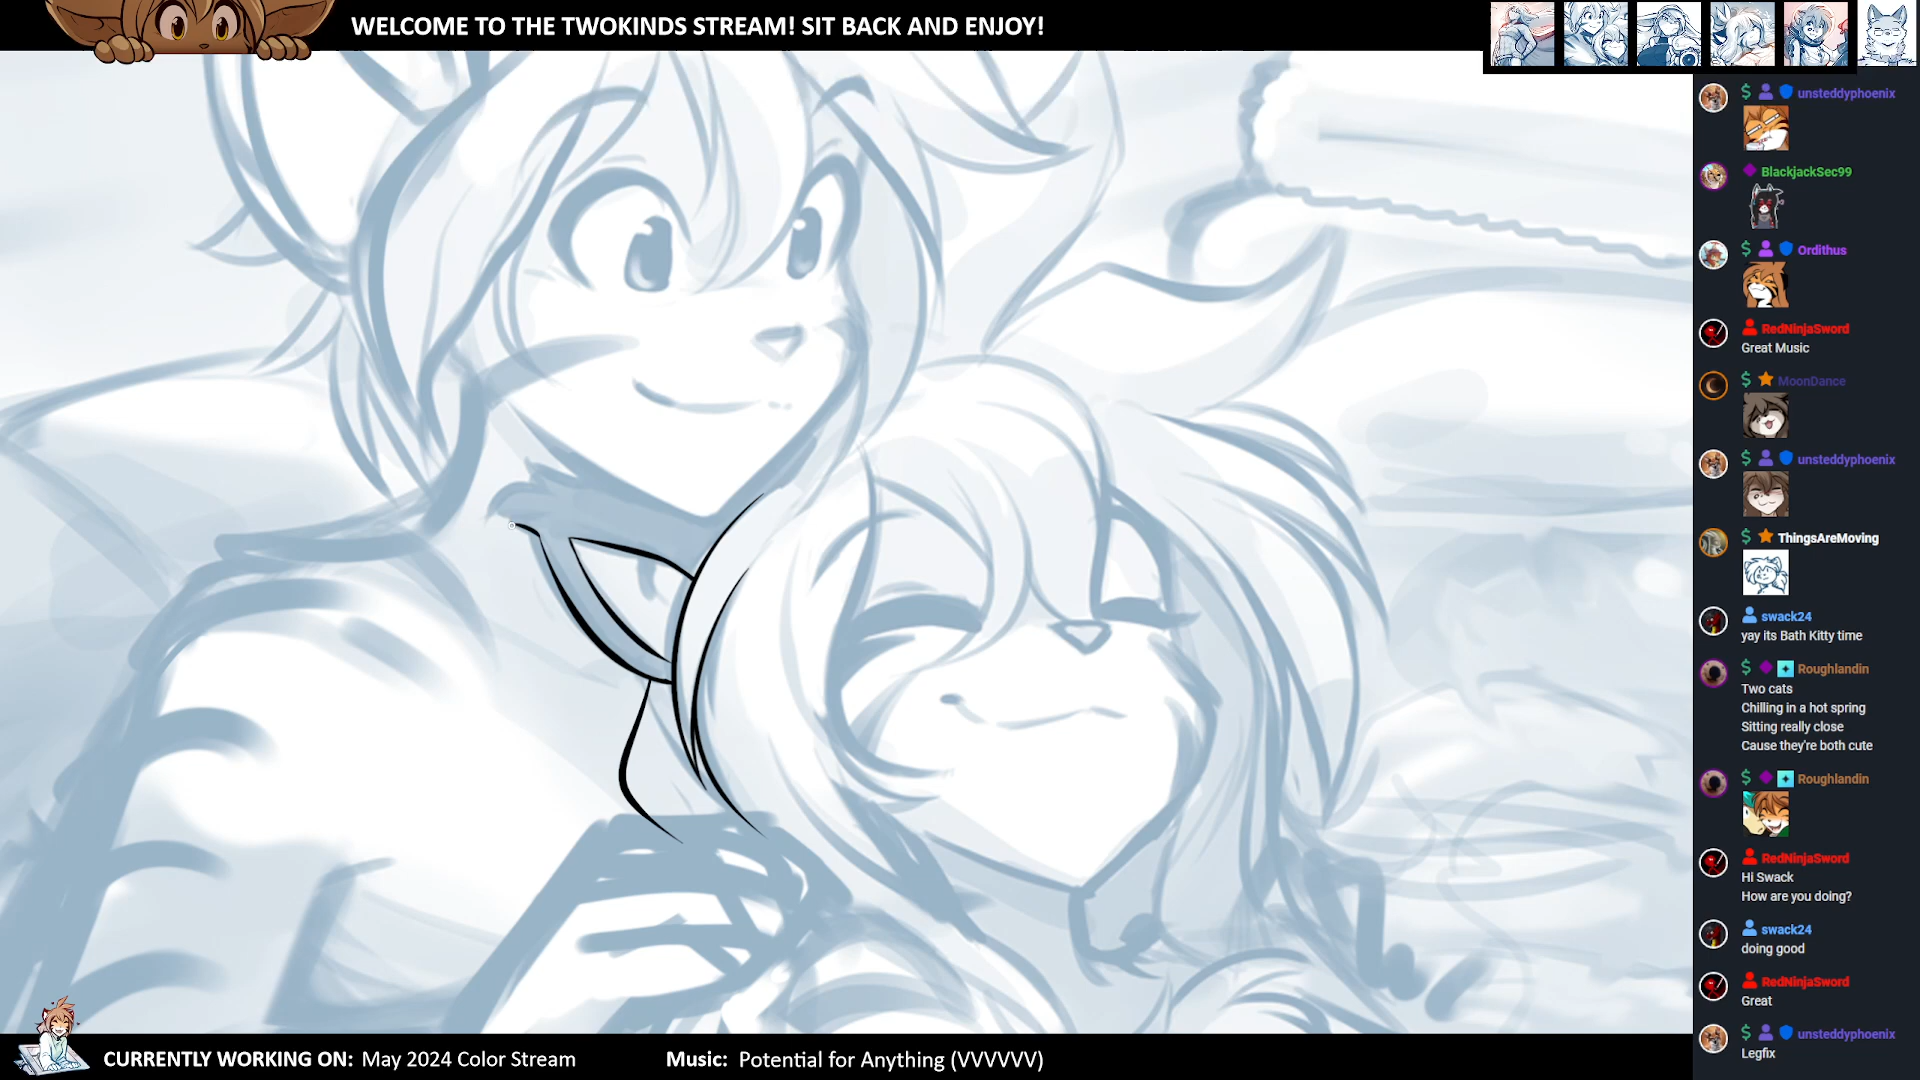 WELCOME TO THE TWOKINDS STREAM! SIT BACK AND ENJOY!
unsteddyphoenix
BlackjackSec99
Ordithus
RedNinjaSword
Great Music
MoonDance
unsteddyphoenix
ThingsAreMoving
swack24
yay its Bath Kitty time
Roughlandin
Two cats
Chilling in a hot spring
Sitting really close
Cause they're both cute
Roughlandin
RedNinjaSword
Hi Swack
How are you doing?
swack24
doing good
RedNinjaSword
Great
unsteddyphoenix
Legfix
CURRENTLY WORKING ON: May 2024 Color Stream
Music: Potential for Anything (VVVVVV)